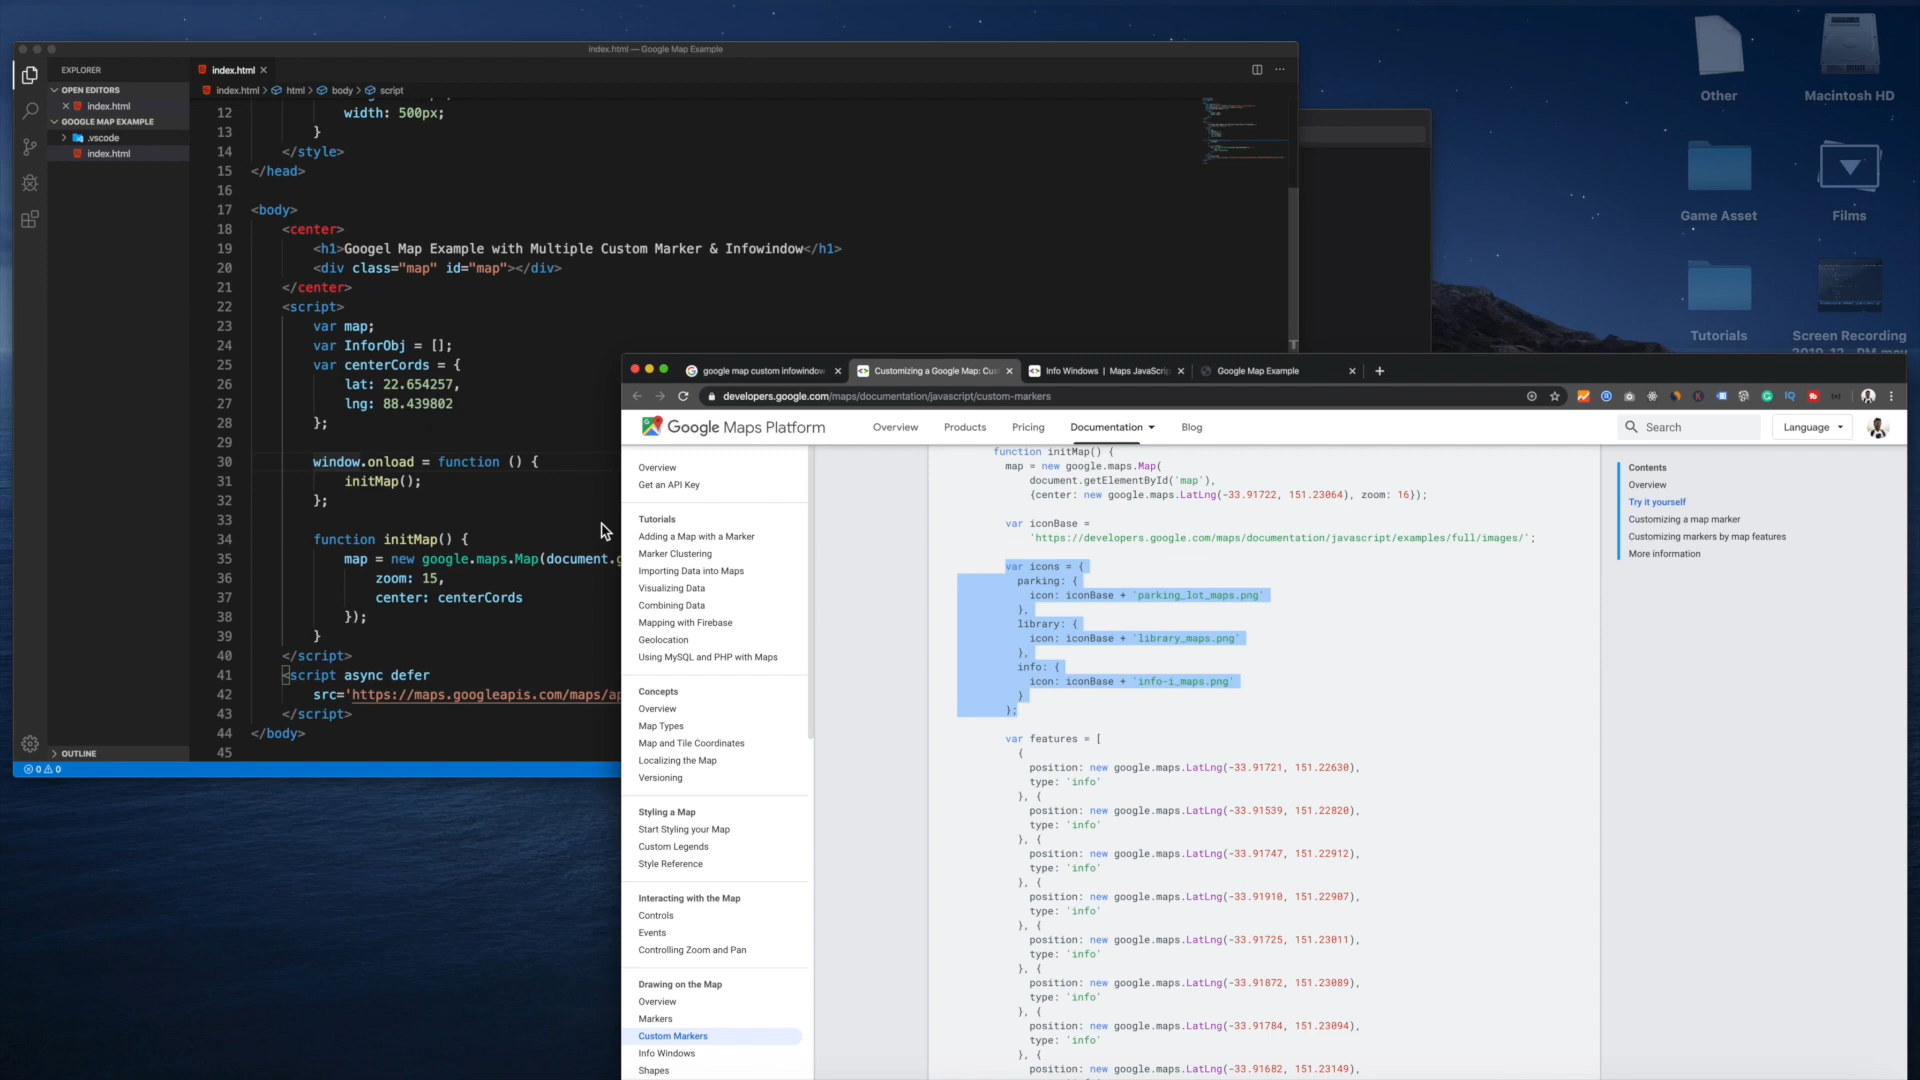 index.html — Google Map Example
EXPLORER
index.html
OPEN EDITORS
index.html
GOOGLE MAP EXAMPLE
.vscode
index.html
OUTLINE
0 0
index.html > html > body > script
12 width: 500px;
13 }
14 </style>
15 </head>
16
17 <body>
18 <center>
19 <h1>Googel Map Example with Multiple Custom Marker & Infowindow</h1>
20 <div class="map" id="map"></div>
21 </center>
22 <script>
23 var map;
24 var InforObj = [];
25 var centerCords = {
26 lat: 22.654257,
27 lng: 88.439802
28 };
29
30 window.onload = function () {
31 initMap();
32 };
33
34 function initMap() {
35 map = new google.maps.Map(document.g
36 zoom: 15,
37 center: centerCords
38 });
39 }
40 </script>
41 <script async defer
42 src='https://maps.googleapis.com/maps/ap
43 </script>
44 </body>
45
Other
Macintosh HD
Game Asset
Films
Tutorials
Screen Recording
google map custom infowindow
Customizing a Google Map: Cus
Info Windows | Maps JavaScrip
Google Map Example
developers.google.com/maps/documentation/javascript/custom-markers
Google Maps Platform
Overview
Products
Pricing
Documentation
Blog
Search
Language
Overview
Get an API Key
Tutorials
Adding a Map with a Marker
Marker Clustering
Importing Data into Maps
Visualizing Data
Combining Data
Mapping with Firebase
Geolocation
Using MySQL and PHP with Maps
Concepts
Overview
Map Types
Map and Tile Coordinates
Localizing the Map
Versioning
Styling a Map
Start Styling your Map
Custom Legends
Style Reference
Interacting with the Map
Controls
Events
Controlling Zoom and Pan
Drawing on the Map
Overview
Markers
Custom Markers
Info Windows
Shapes
function initMap() {
map = new google.maps.Map(
document.getElementById('map'),
{center: new google.maps.LatLng(-33.91722, 151.23064), zoom: 16});
var iconBase =
'https://developers.google.com/maps/documentation/javascript/examples/full/images/';
var icons = {
parking: {
icon: iconBase + 'parking_lot_maps.png'
},
library: {
icon: iconBase + 'library_maps.png'
},
info: {
icon: iconBase + 'info-i_maps.png'
}
};
var features = [
{
position: new google.maps.LatLng(-33.91721, 151.22630),
type: 'info'
}, {
position: new google.maps.LatLng(-33.91539, 151.22820),
type: 'info'
}, {
position: new google.maps.LatLng(-33.91747, 151.22912),
type: 'info'
}, {
position: new google.maps.LatLng(-33.91910, 151.22907),
type: 'info'
}, {
position: new google.maps.LatLng(-33.91725, 151.23011),
type: 'info'
}, {
position: new google.maps.LatLng(-33.91872, 151.23089),
type: 'info'
}, {
position: new google.maps.LatLng(-33.91784, 151.23094),
type: 'info'
}, {
position: new google.maps.LatLng(-33.91682, 151.23149),
Contents
Overview
Try it yourself
Customizing a map marker
Customizing markers by map features
More information